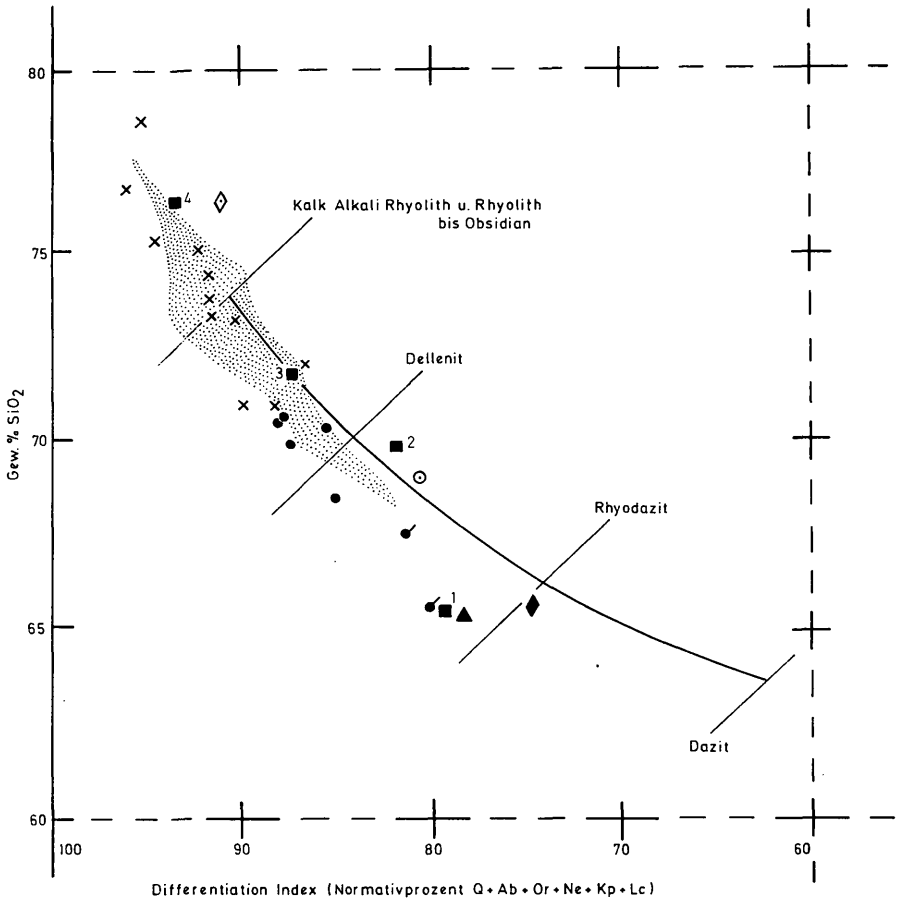 80
4
Kalk Alkali Rhyolith u. Rhyolith
bis Obsidian
75
Dellenit
3
Gew. % SiO2
70
2
Rhyodazit
1
65
Dazit
60
100 90 80 70 60
Differentiation Index (Normativprozent Q+Ab+Or+Ne+Kp+Lc)